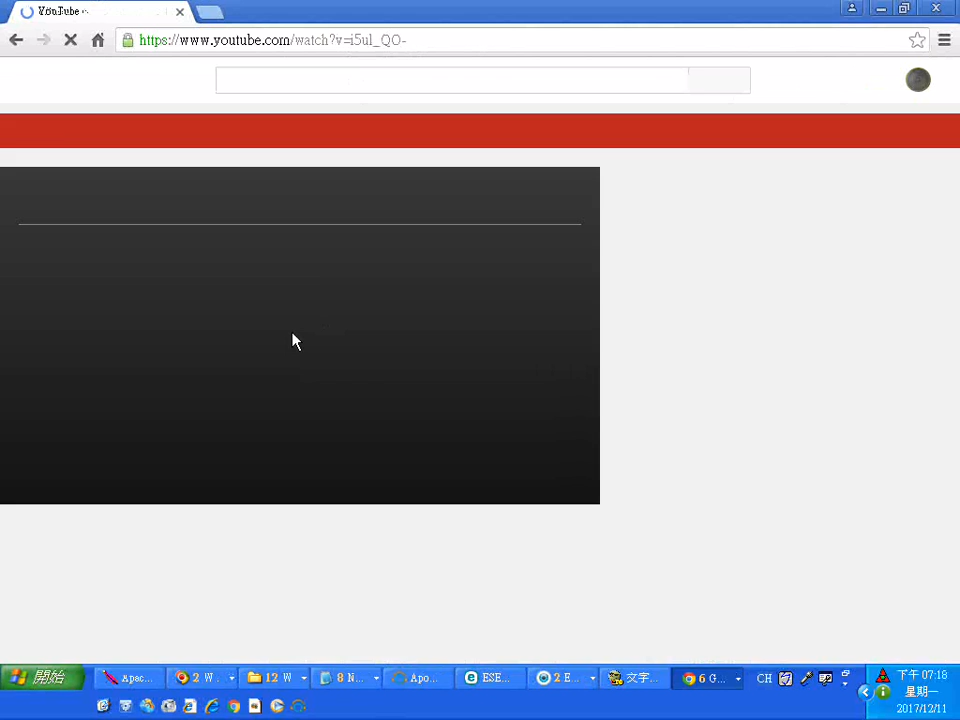 YouTube
https://www.youtube.com/watch?v=i5ul_QO-
開始
Apac...
2 W...
12 W
8 N...
Apo...
ESE...
2 E...
文字...
6 G...
CH
下午 07:18
星期一
2017/12/11